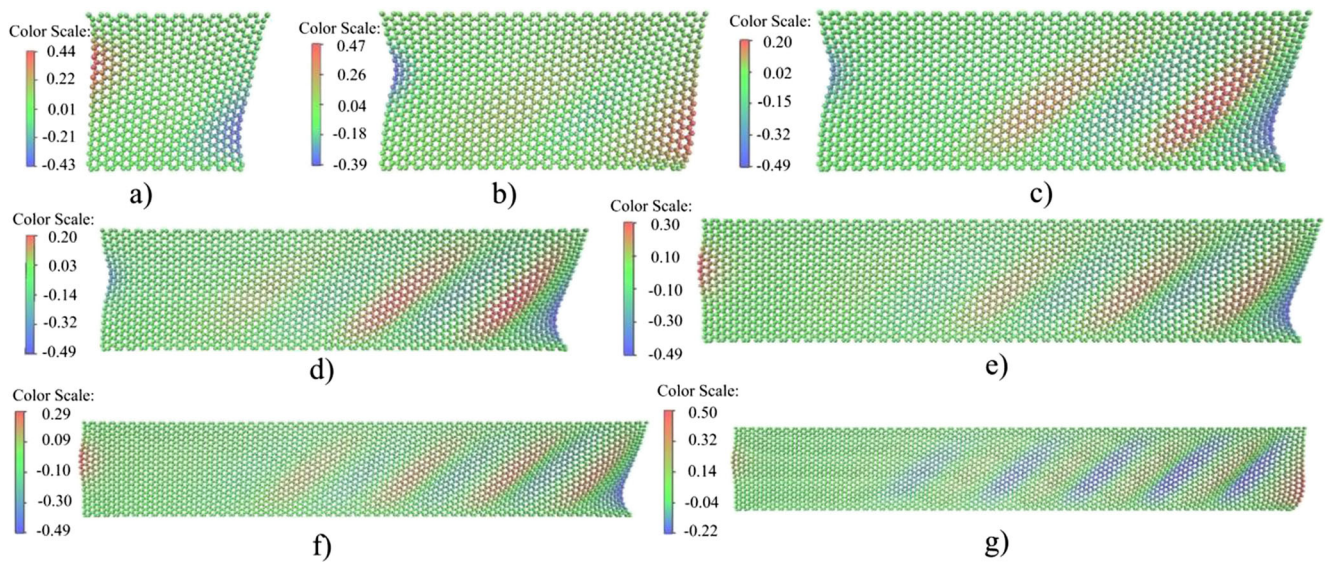 Color Scale:
0.44
0.22
0.01
-0.21
-0.43
a)
Color Scale:
0.47
0.26
0.04
-0.18
-0.39
b)
Color Scale:
0.20
0.02
-0.15
-0.32
-0.49
c)
Color Scale:
0.20
0.03
-0.14
-0.32
-0.49
d)
Color Scale:
0.30
0.10
-0.10
-0.30
-0.49
e)
Color Scale:
0.29
0.09
-0.10
-0.30
-0.49
f)
Color Scale:
0.50
0.32
0.14
-0.04
-0.22
g)